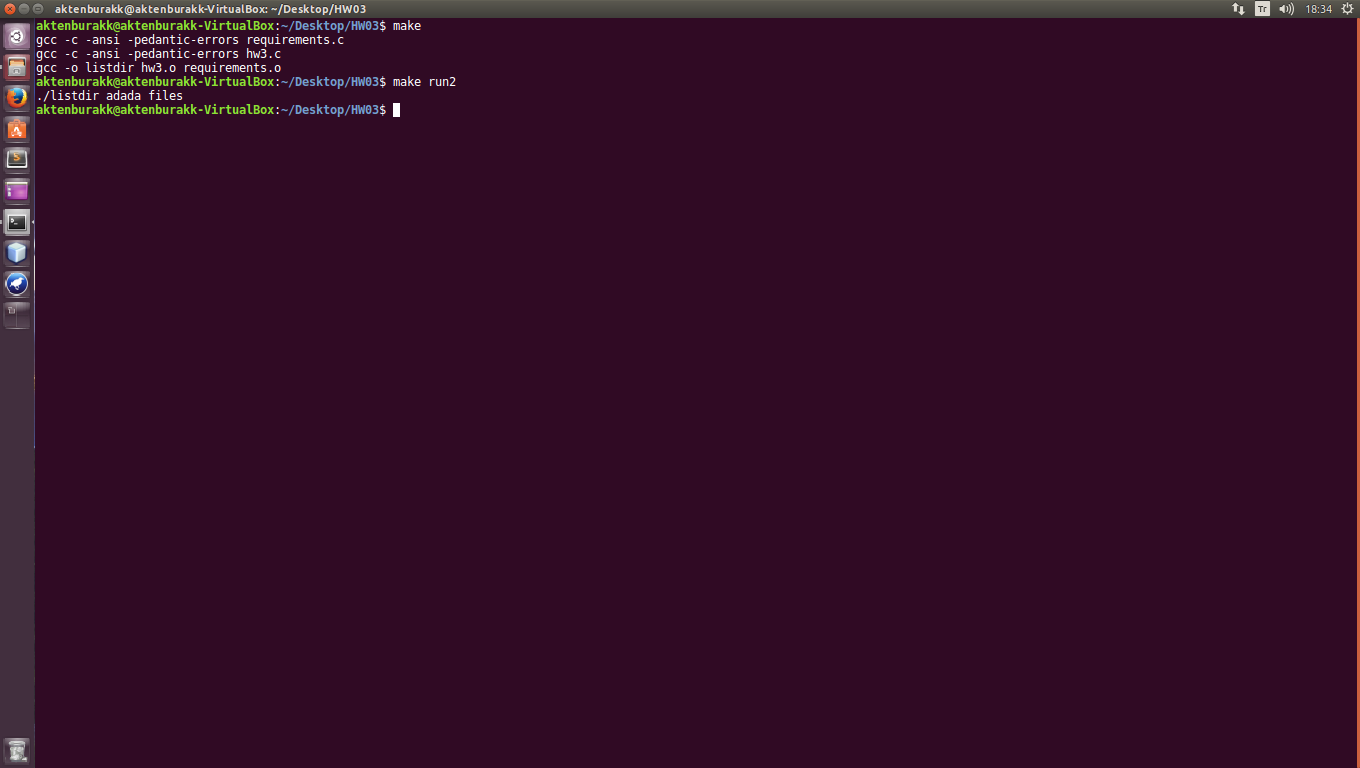 aktenburakk@aktenburakk-VirtualBox: ~/Desktop/HW03
Tr
18:34
aktenburakk@aktenburakk-VirtualBox:~/Desktop/HW03$ make
gcc -c -ansi -pedantic-errors requirements.c
gcc -c -ansi -pedantic-errors hw3.c
gcc -o listdir hw3.o requirements.o
aktenburakk@aktenburakk-VirtualBox:~/Desktop/HW03$ make run2
./listdir adada files
aktenburakk@aktenburakk-VirtualBox:~/Desktop/HW03$